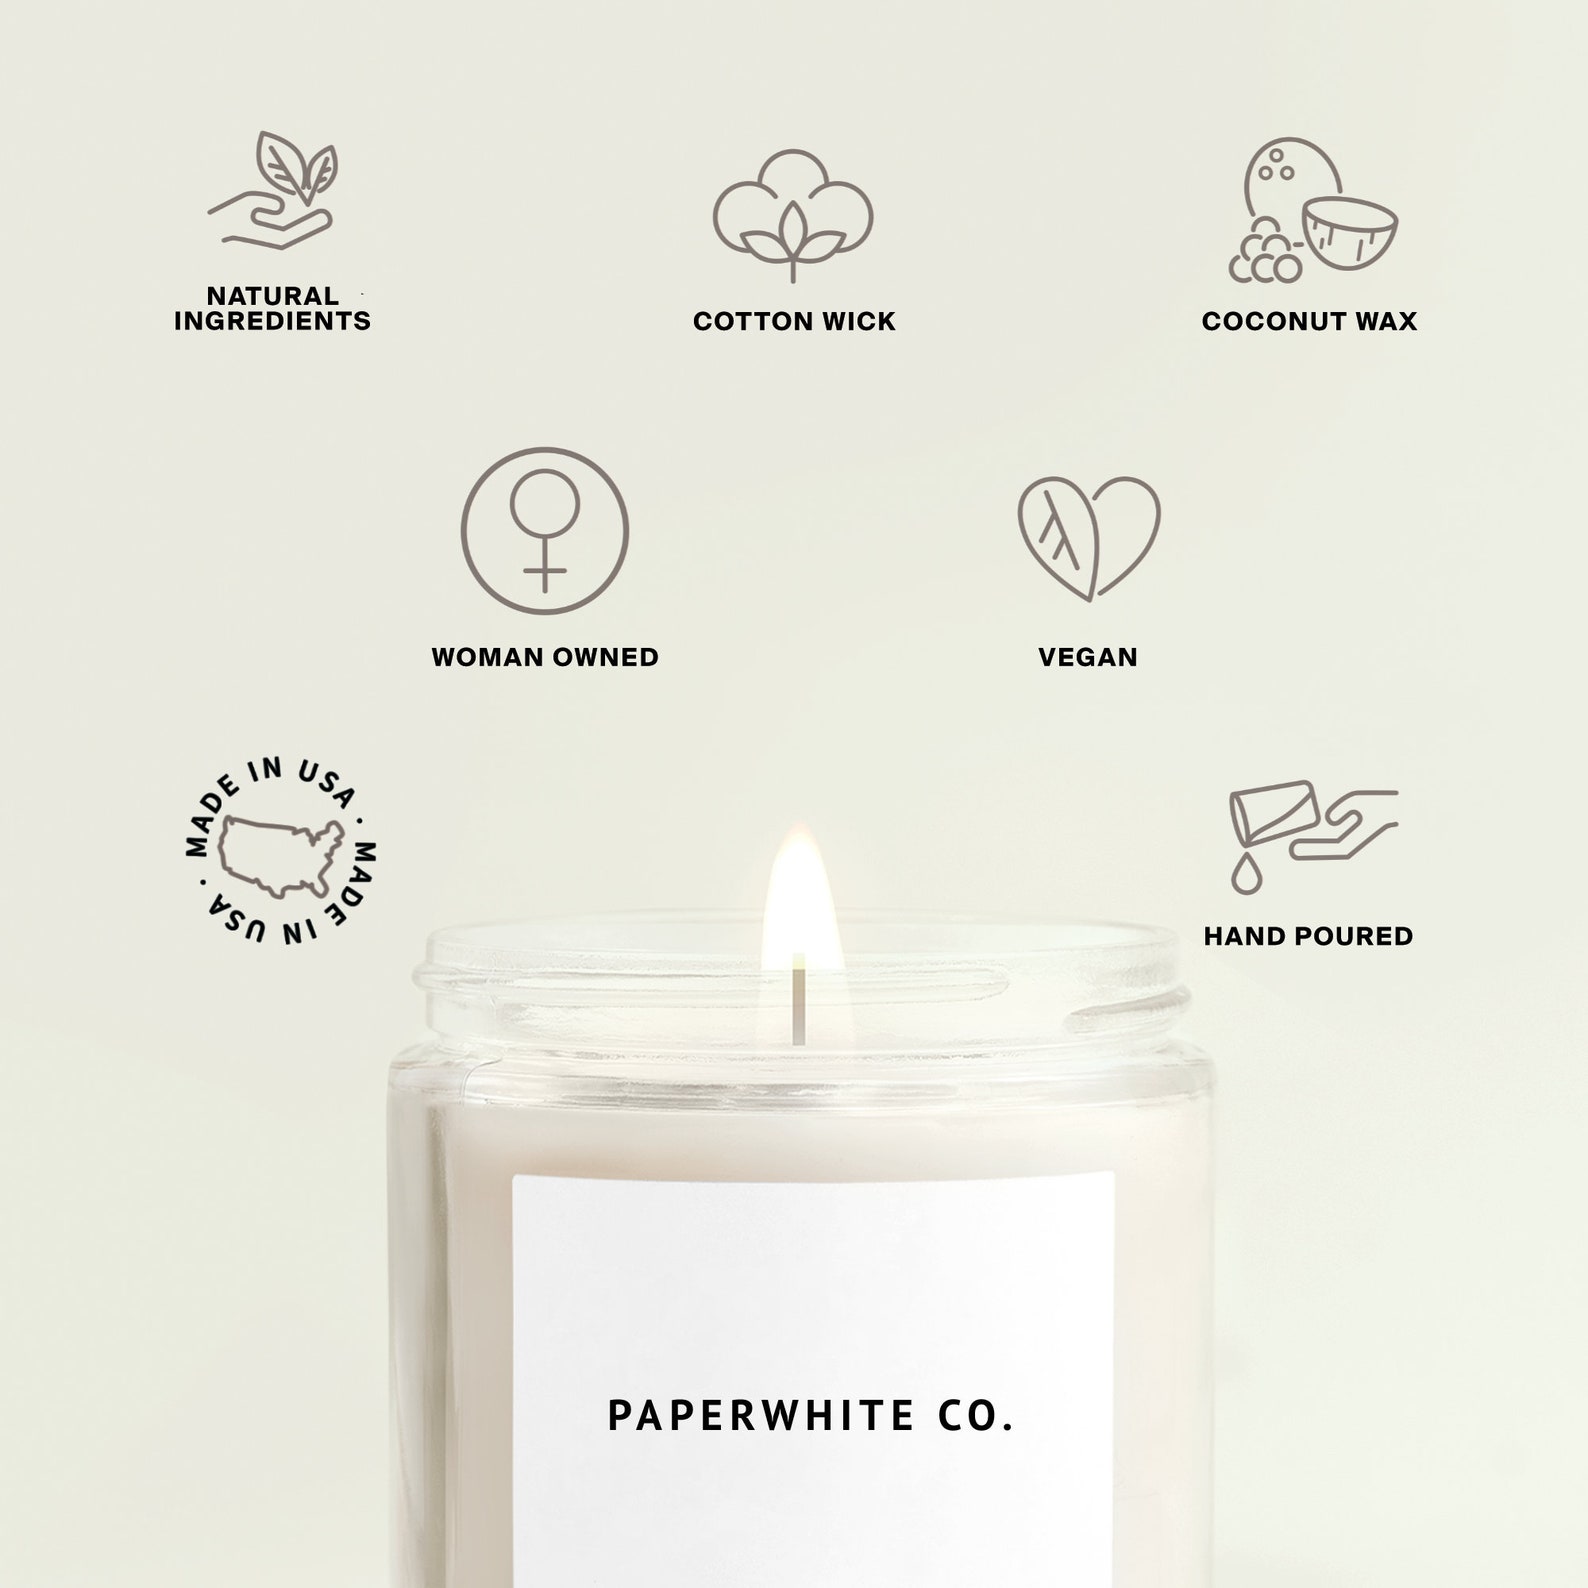 NATURAL
INGREDIENTS
COTTON WICK
COCONUT WAX
WOMAN OWNED
VEGAN
MADE IN USA · MADE IN USA ·
HAND POURED
PAPERWHITE CO.